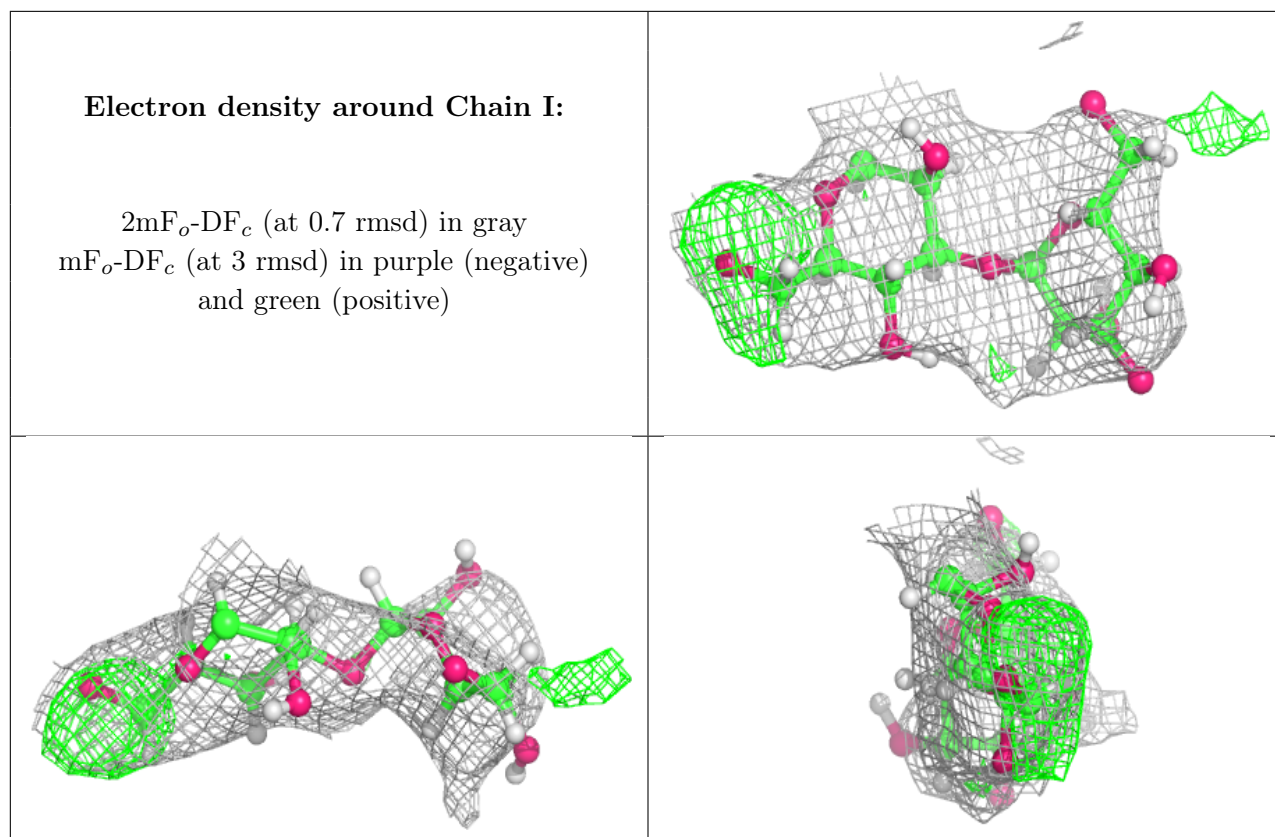 Electron density around Chain I:
2mFo-DFc (at 0.7 rmsd) in gray
mFo-DFc (at 3 rmsd) in purple (negative)
and green (positive)